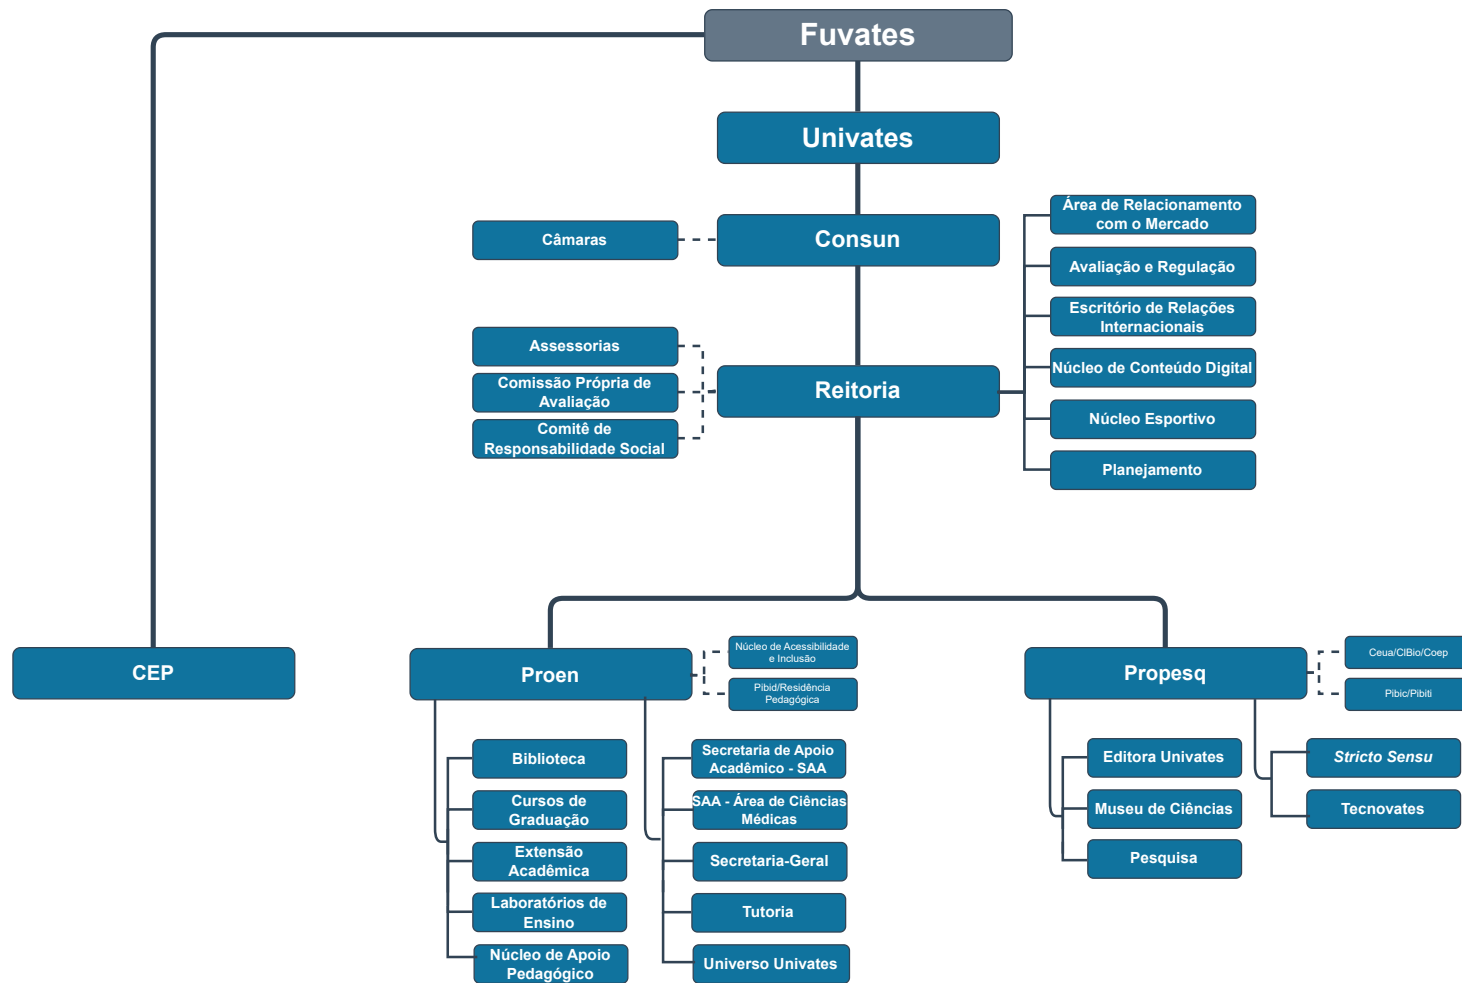 Fuvates
Univates
Consun
Câmaras
Área de Relacionamento
com o Mercado
Avaliação e Regulação
Escritório de Relações
Internacionais
Núcleo de Conteúdo Digital
Núcleo Esportivo
Planejamento
Assessorias
Comissão Própria de
Avaliação
Comitê de
Responsabilidade Social
Reitoria
CEP
Proen
Núcleo de Acessibilidade
e Inclusão
Pibid/Residência
Pedagógica
Biblioteca
Cursos de
Graduação
Extensão
Acadêmica
Laboratórios de
Ensino
Núcleo de Apoio
Pedagógico
Secretaria de Apoio
Acadêmico - SAA
SAA - Área de Ciências
Médicas
Secretaria-Geral
Tutoria
Universo Univates
Propesq
Ceua/CIBio/Coep
Pibic/Pibiti
Editora Univates
Museu de Ciências
Pesquisa
Stricto Sensu
Tecnovates